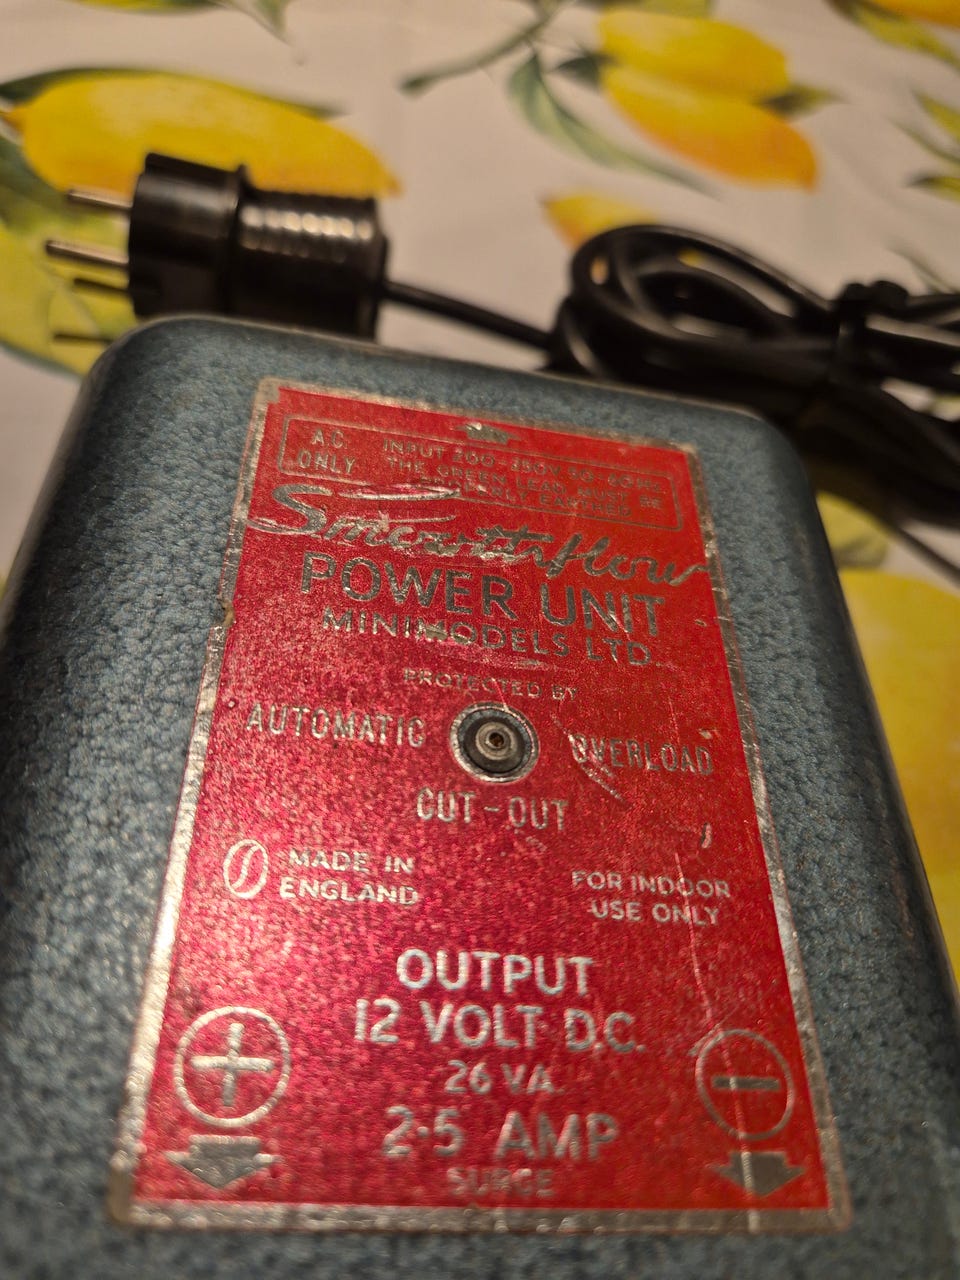 A.C. ONLY
INPUT 200-250V 50-60Hz
THE GREEN LEAD MUST BE
EARTHED
Smoothflow
POWER UNIT
MINIMODELS LTD
PROTECTED BY
AUTOMATIC OVERLOAD
CUT-OUT
MADE IN
ENGLAND
FOR INDOOR
USE ONLY
OUTPUT
12 VOLT D.C.
26 VA
2·5 AMP
SURGE
+ -